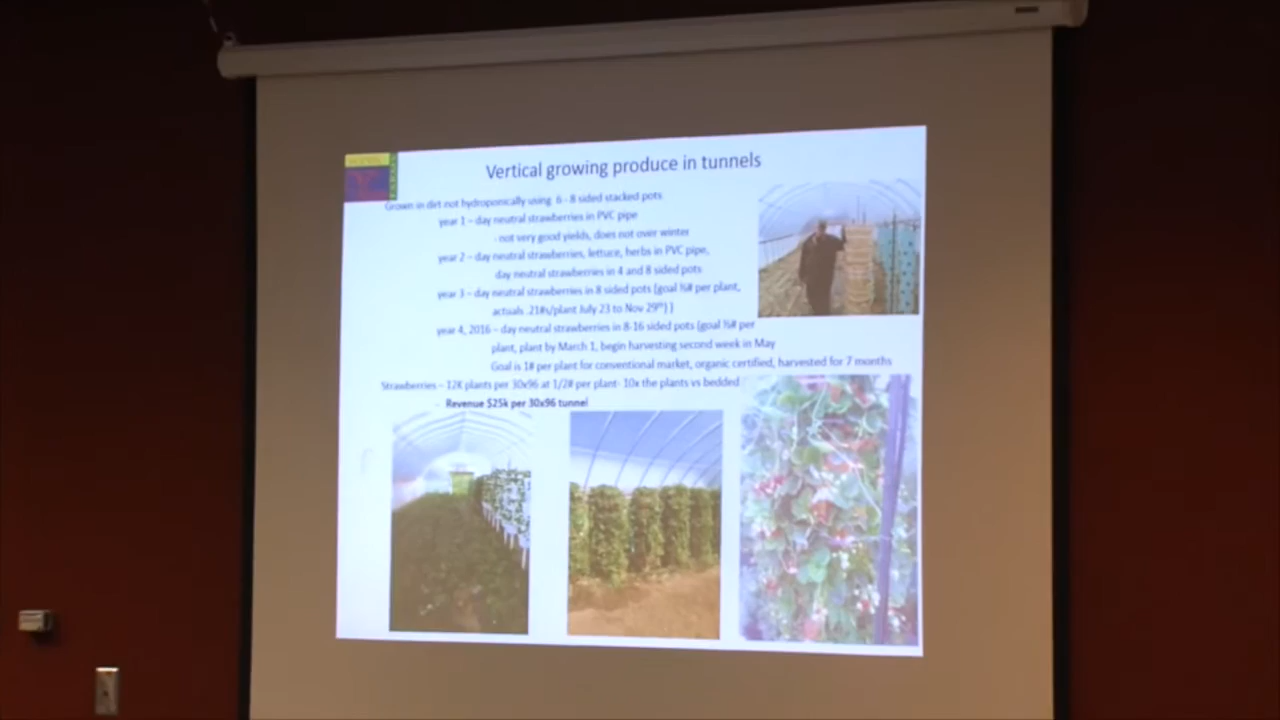 Vertical growing produce in tunnels
Grown in dirt not hydroponically using 6 - 8 sided stacked pots
year 1 – day neutral strawberries in PVC pipe
- not very good yields, does not over winter
year 2 – day neutral strawberries, lettuce, herbs in PVC pipe,
day neutral strawberries in 4 and 8 sided pots
year 3 – day neutral strawberries in 8 sided pots (goal ½# per plant,
actuals .21#s/plant July 23 to Nov 29th) )
year 4, 2016 – day neutral strawberries in 8-16 sided pots (goal ½# per
plant, plant by March 1, begin harvesting second week in May
Goal is 1# per plant for conventional market, organic certified, harvested for 7 months
Strawberries – 12K plants per 30x96 at 1/2# per plant- 10x the plants vs bedded
- Revenue $25k per 30x96 tunnel